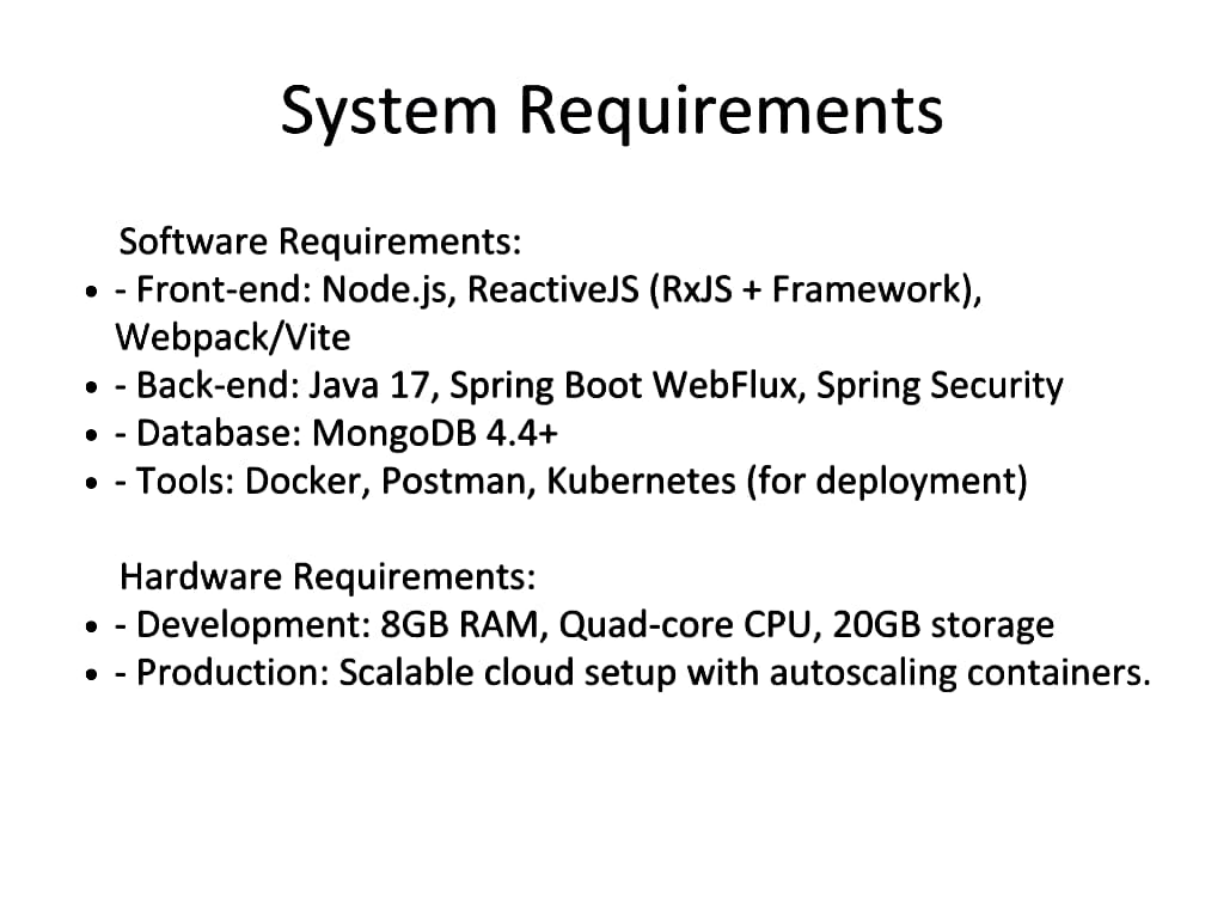 System Requirements
Software Requirements:
• - Front-end: Node.js, ReactiveJS (RxJS + Framework),
Webpack/Vite
• - Back-end: Java 17, Spring Boot WebFlux, Spring Security
• - Database: MongoDB 4.4+
• - Tools: Docker, Postman, Kubernetes (for deployment)
Hardware Requirements:
• - Development: 8GB RAM, Quad-core CPU, 20GB storage
• - Production: Scalable cloud setup with autoscaling containers.